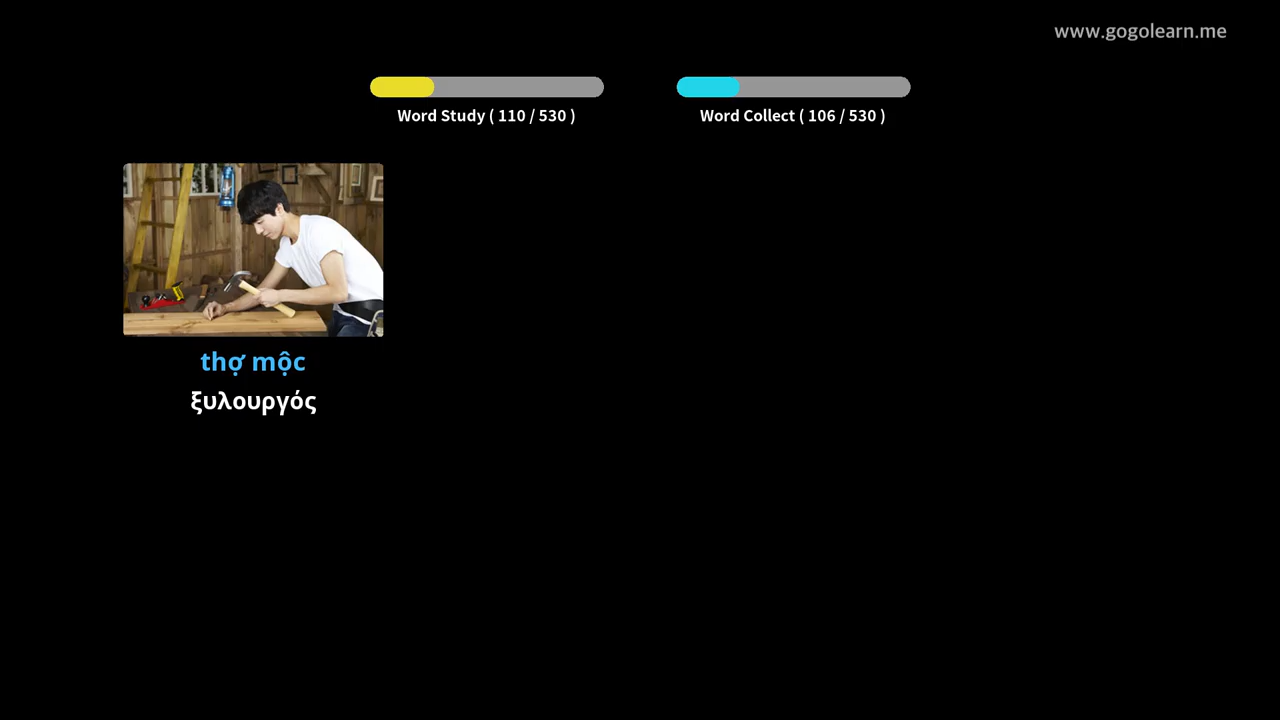 www.gogolearn.me
Word Study ( 110 / 530 )
Word Collect ( 106 / 530 )
thợ mộc
ξυλουργός